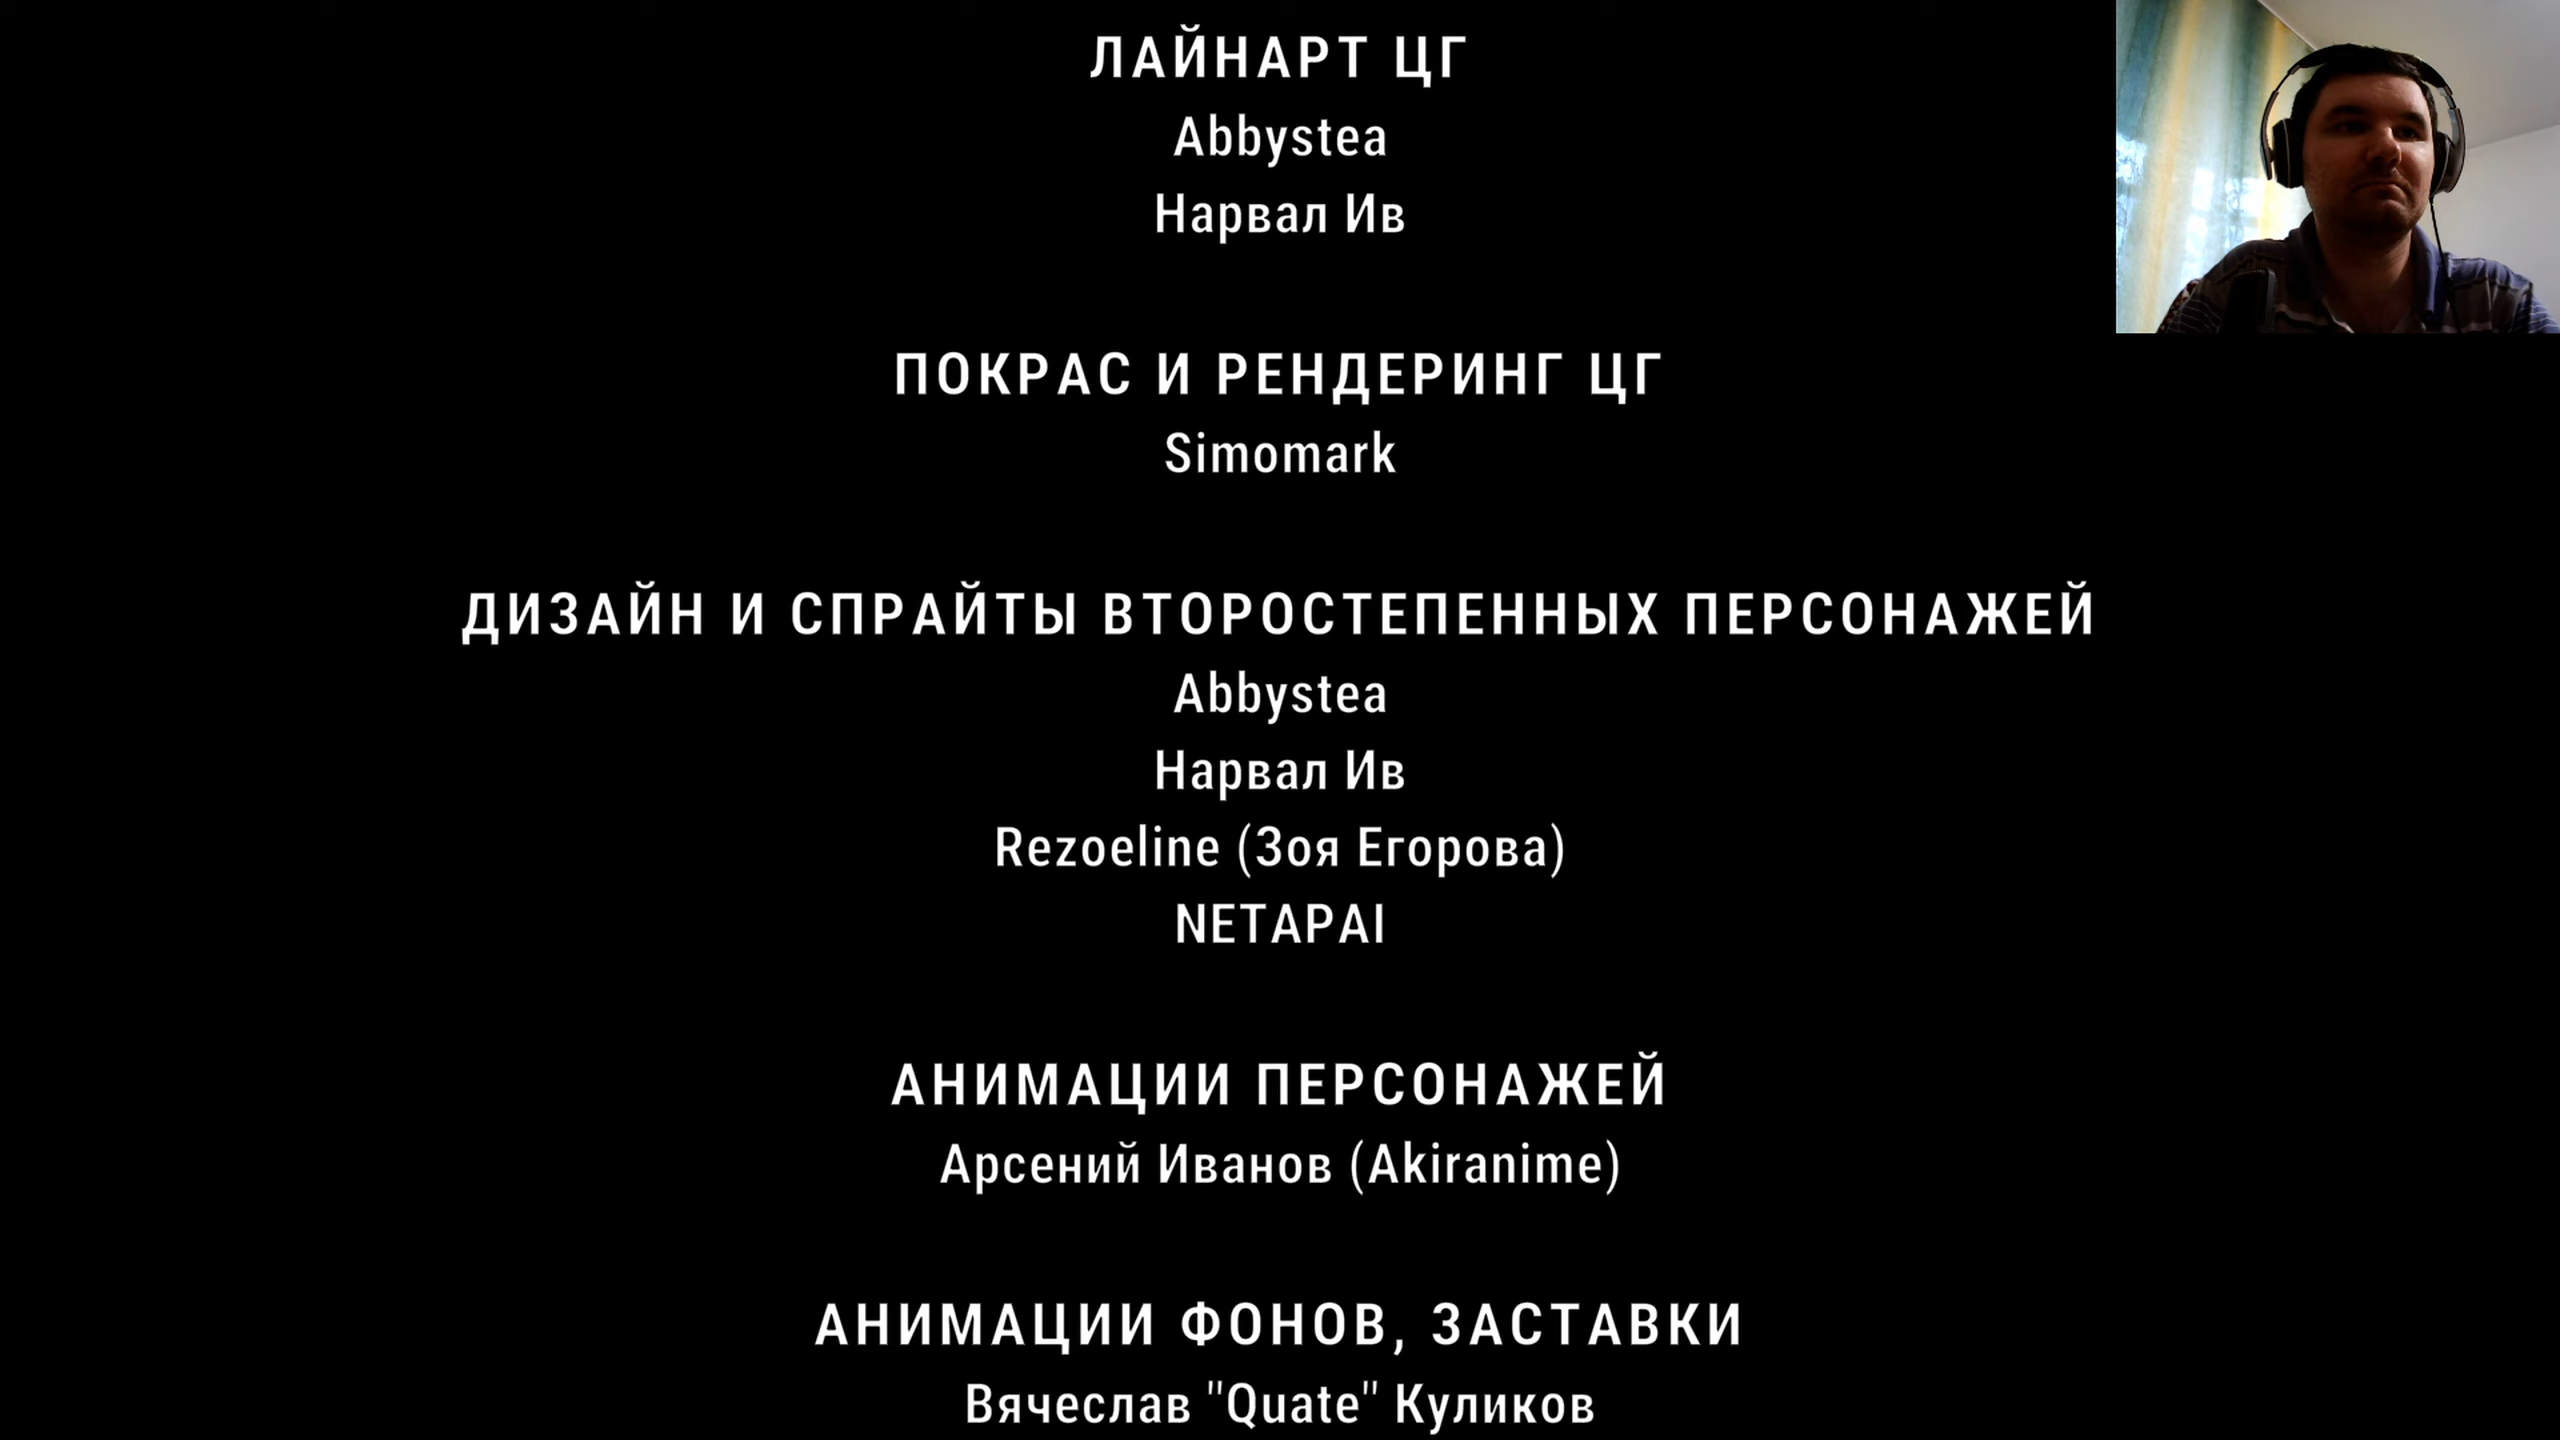 ЛАЙНАРТ ЦГ
Abbystea
Нарвал Ив
ПОКРАС И РЕНДЕРИНГ ЦГ
Simomark
ДИЗАЙН И СПРАЙТЫ ВТОРОСТЕПЕННЫХ ПЕРСОНАЖЕЙ
Abbystea
Нарвал Ив
Rezoeline (Зоя Егорова)
NETAPAI
АНИМАЦИИ ПЕРСОНАЖЕЙ
Арсений Иванов (Akiranime)
АНИМАЦИИ ФОНОВ, ЗАСТАВКИ
Вячеслав "Quate" Куликов